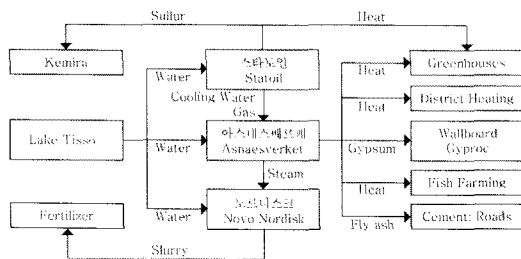 Sulfur
Heat
Kemira
스타토일
Statoil
Greenhouses
Water
Heat
Cooling Water
Gas
District Heating
Heat
Lake Tisso
아스네스베르케
Asnaesverket
Wallboard
Gyproc
Water
Gypsum
Steam
Fish Farming
Heat
Fertilizer
노보노디스크
Novo Nordisk
Cement: Roads
Water
Fly ash
Slurry